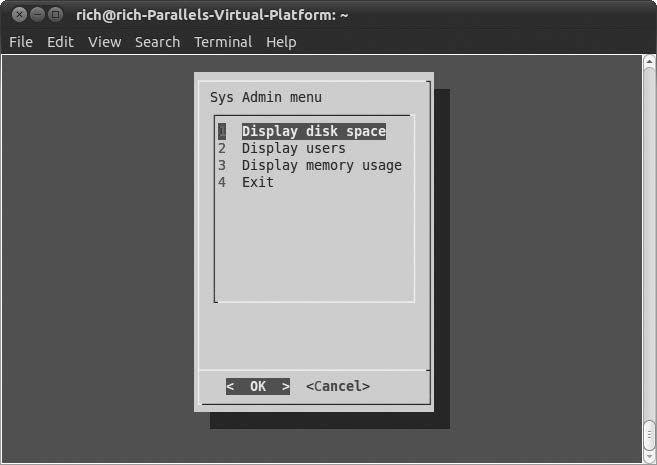 rich@rich-Parallels-Virtual-Platform: ~
File Edit View Search Terminal Help
Sys Admin menu
1 Display disk space
2 Display users
3 Display memory usage
4 Exit
< OK > <Cancel>